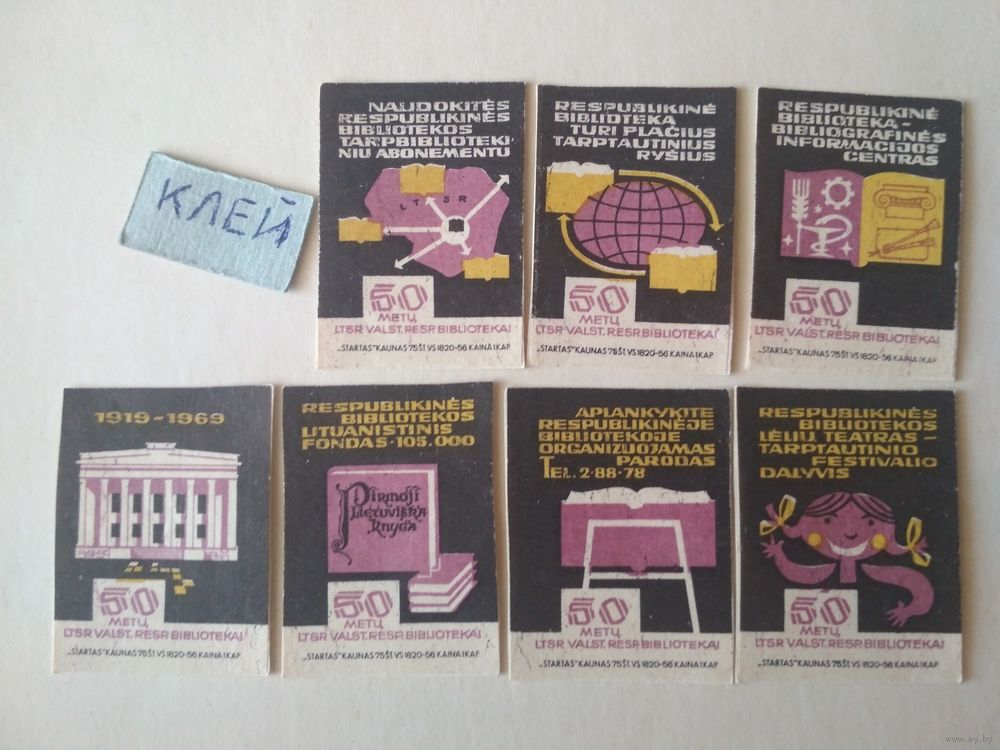 КЛЕЙ
NAUDOKITĖS
RESPUBLIKINĖS
BIBLIOTEKOS
TARPBIBLIOTEKI-
NIU ABONEMENTU
LTSR
50
METŲ
LTSR VALST. RESP. BIBLIOTEKAI
„STARTAS" KAUNAS 75 ŠT. VS 1820-56 KAINA 1 KAP.
RESPUBLIKINĖ
BIBLIOTEKA
TURI PLAČIUS
TARPTAUTINIUS
RYŠIUS
50
METŲ
LTSR VALST. RESP. BIBLIOTEKAI
„STARTAS" KAUNAS 75 ŠT. VS 1820-56 KAINA 1 KAP.
RESPUBLIKINĖ
BIBLIOTEKA -
BIBLIOGRAFINĖS
INFORMACIJOS
CENTRAS
50
METŲ
LTSR VALST. RESP. BIBLIOTEKAI
„STARTAS" KAUNAS 75 ŠT. VS 1820-56 KAINA 1 KAP.
1919-1969
50
METŲ
LTSR VALST. RESP. BIBLIOTEKAI
„STARTAS" KAUNAS 75 ŠT. VS 1820-56 KAINA 1 KAP.
RESPUBLIKINĖS
BIBLIOTEKOS
LITUANISTINIS
FONDAS · 105.000
PIRMOJI
LIETUVIŠKA
KNYGA
50
METŲ
LTSR VALST. RESP. BIBLIOTEKAI
„STARTAS" KAUNAS 75 ŠT. VS 1820-56 KAINA 1 KAP.
APLANKYKITE
RESPUBLIKINĖJE
BIBLIOTEKOJE
ORGANIZUOJAMAS
PARODAS
TEL. 2-88-78
50
METŲ
LTSR VALST. RESP. BIBLIOTEKAI
„STARTAS" KAUNAS 75 ŠT. VS 1820-56 KAINA 1 KAP.
RESPUBLIKINĖS
BIBLIOTEKOS
LĖLIŲ TEATRAS -
TARPTAUTINIO
FESTIVALIO
DALYVIS
50
METŲ
LTSR VALST. RESP. BIBLIOTEKAI
„STARTAS" KAUNAS 75 ŠT. VS 1820-56 KAINA 1 KAP.
www.ay.by